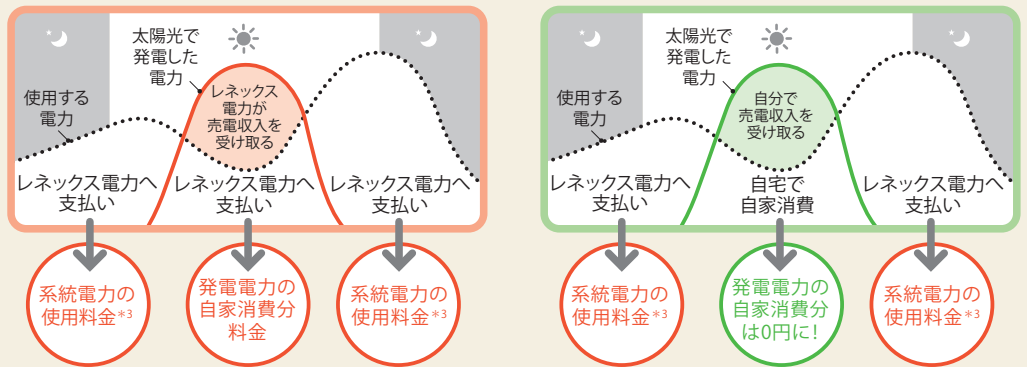 太陽光で
発電した
電力
使用する
電力
レネックス
電力が
売電収入を
受け取る
レネックス電力へ
支払い
レネックス電力へ
支払い
レネックス電力へ
支払い
系統電力の
使用料金*3
発電電力の
自家消費分
料金
系統電力の
使用料金*3
太陽光で
発電した
電力
使用する
電力
自分で
売電収入を
受け取る
レネックス電力へ
支払い
自宅で
自家消費
レネックス電力へ
支払い
系統電力の
使用料金*3
発電電力の
自家消費分
は0円に!
系統電力の
使用料金*3